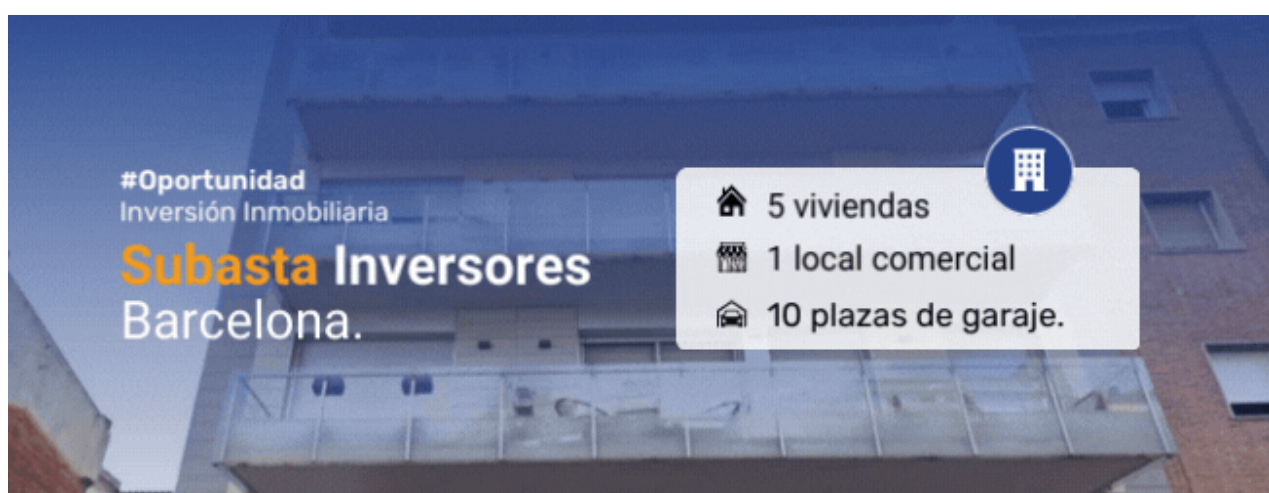 #Oportunidad
Inversión Inmobiliaria
Subasta Inversores
Barcelona.
5 viviendas
1 local comercial
10 plazas de garaje.